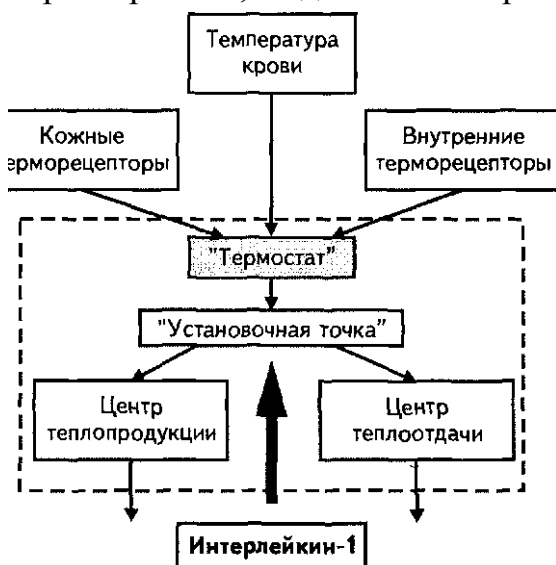 Температура
крови
Кожные
ерморецепторы
Внутренние
терморецепторы
"Термостат"
"Установочная точка"
Центр
теплопродукции
Центр
теплоотдачи
Интерлейкин-1